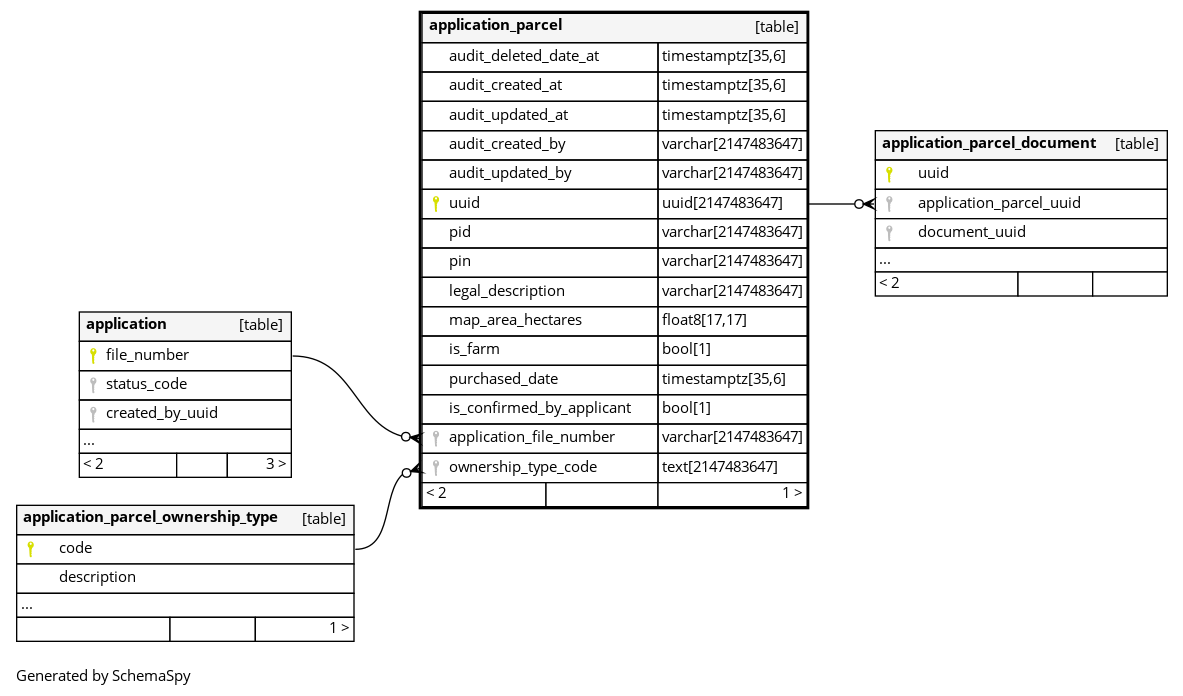 application_parcel [table]
audit_deleted_date_at timestamptz[35,6]
audit_created_at timestamptz[35,6]
audit_updated_at timestamptz[35,6]
audit_created_by varchar[2147483647]
audit_updated_by varchar[2147483647]
uuid uuid[2147483647]
pid varchar[2147483647]
pin varchar[2147483647]
legal_description varchar[2147483647]
map_area_hectares float8[17,17]
is_farm bool[1]
purchased_date timestamptz[35,6]
is_confirmed_by_applicant bool[1]
application_file_number varchar[2147483647]
ownership_type_code text[2147483647]
< 2 1 >
application_parcel_document [table]
uuid
application_parcel_uuid
document_uuid
...
< 2
application [table]
file_number
status_code
created_by_uuid
...
< 2 3 >
application_parcel_ownership_type [table]
code
description
...
1 >
Generated by SchemaSpy